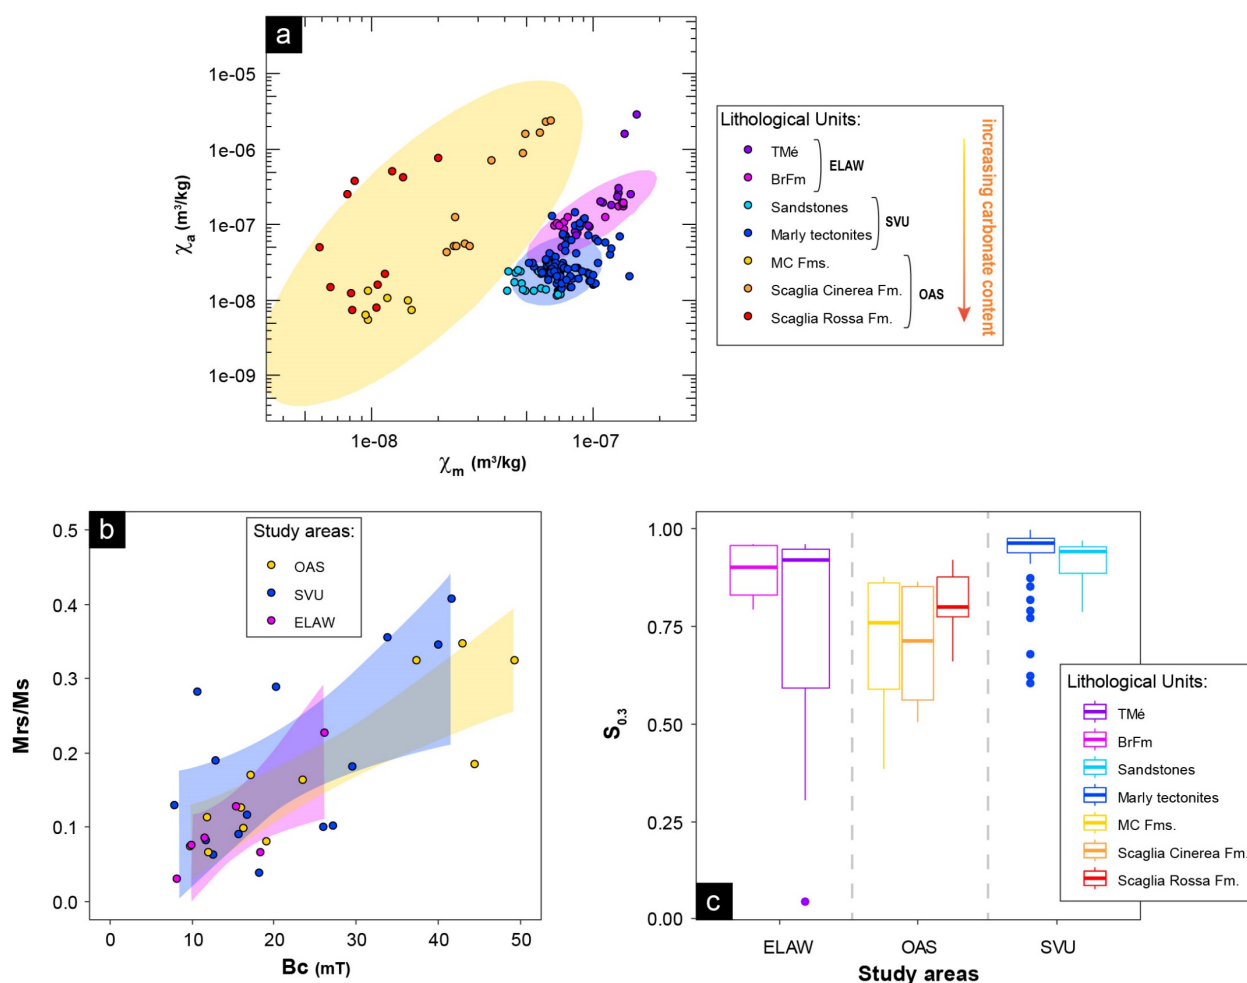 a
1e-05
1e-06
1e-07
1e-08
1e-09
χa (m³/kg)
1e-08
1e-07
χm (m³/kg)
Lithological Units:
TMé
BrFm
ELAW
Sandstones
Marly tectonites
SVU
MC Fms.
Scaglia Cinerea Fm.
Scaglia Rossa Fm.
OAS
increasing carbonate content
b
Mrs/Ms
0.5
0.4
0.3
0.2
0.1
0.0
Study areas:
OAS
SVU
ELAW
0
10
20
30
40
50
Bc (mT)
c
S0.3
1.00
0.75
0.50
0.25
0.00
ELAW
OAS
SVU
Study areas
Lithological Units:
TMé
BrFm
Sandstones
Marly tectonites
MC Fms.
Scaglia Cinerea Fm.
Scaglia Rossa Fm.